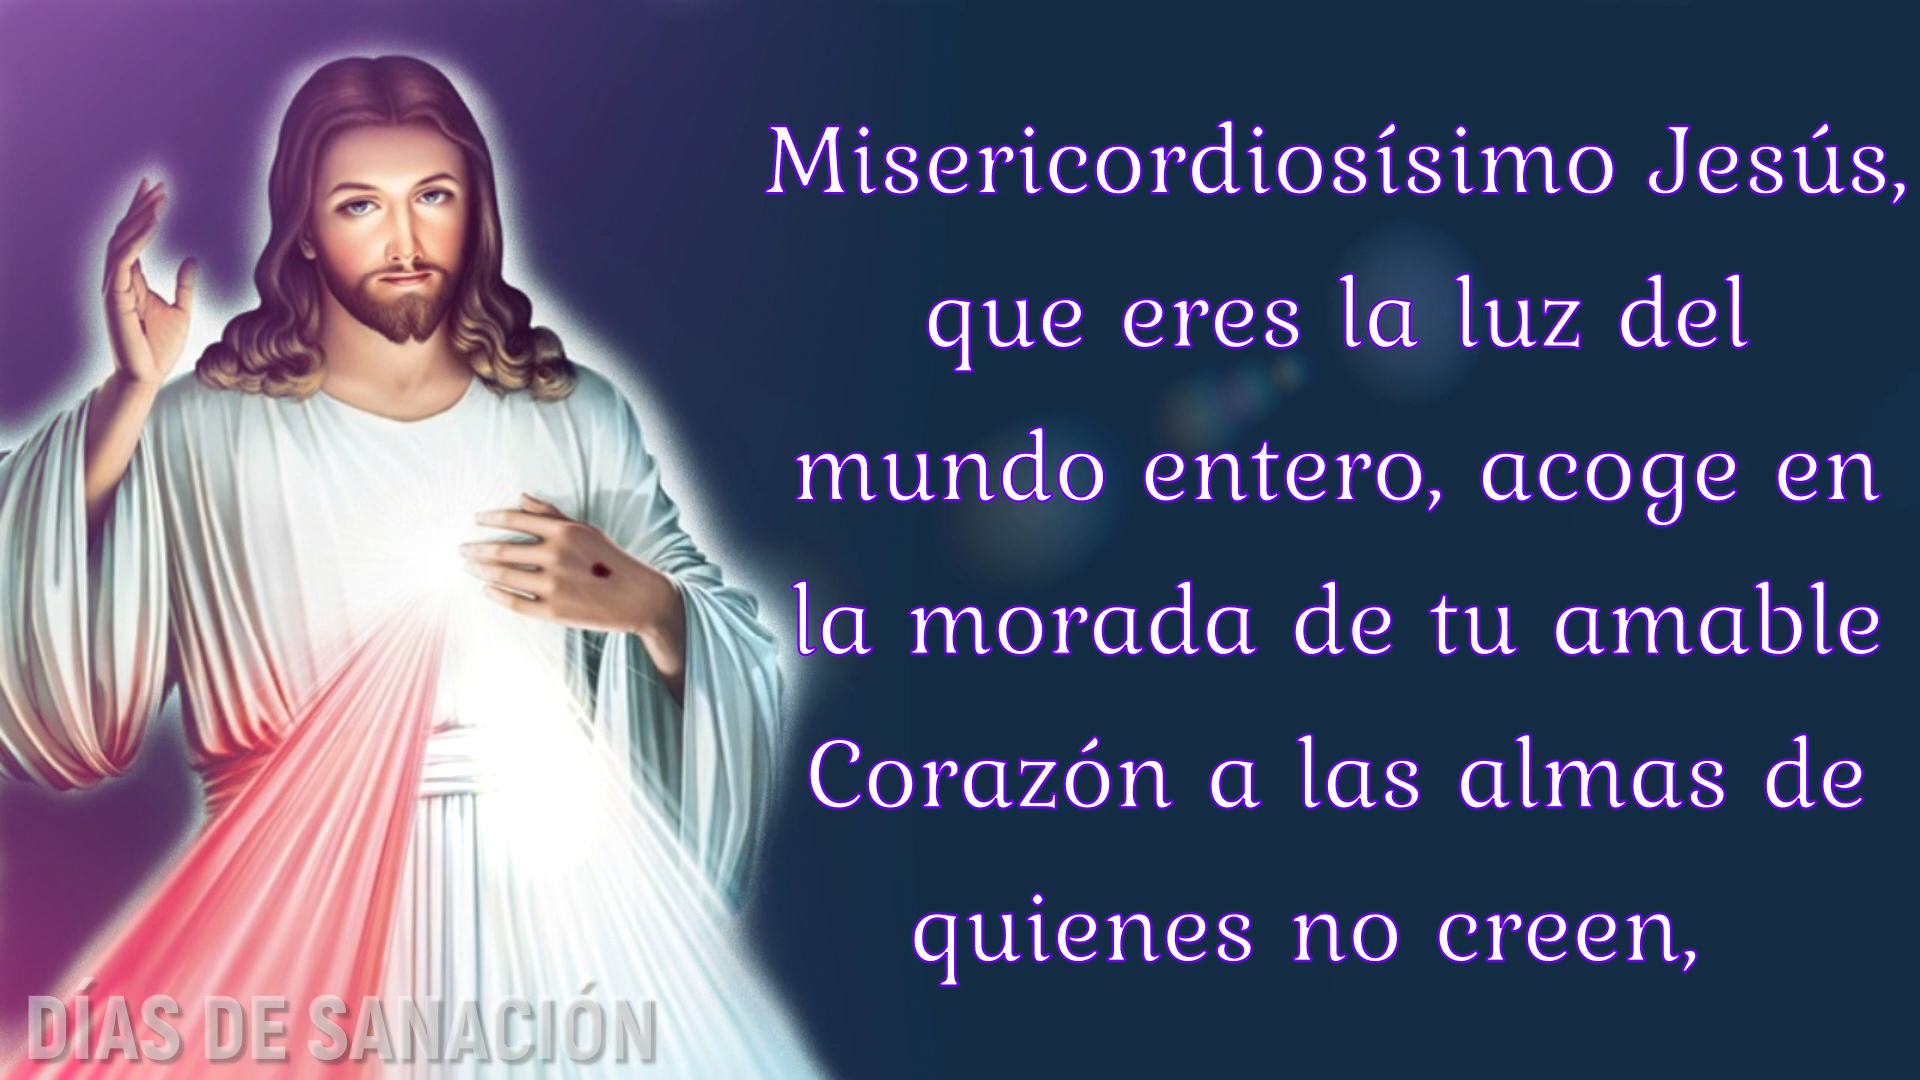 Misericordiosísimo Jesús,
que eres la luz del
mundo entero, acoge en
la morada de tu amable
Corazón a las almas de
quienes no creen,
DÍAS DE SANACIÓN